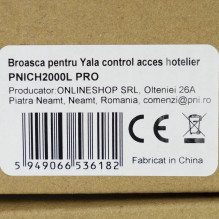 Broasca pentru Yala control acces hotelier
PNICH2000L PRO
Producator:ONLINESHOP SRL, Olteniei 26A
Piatra Neamt, Neamt, Romania, comenzi@pni.ro
CE
5 949066 536182
Fabricat in China